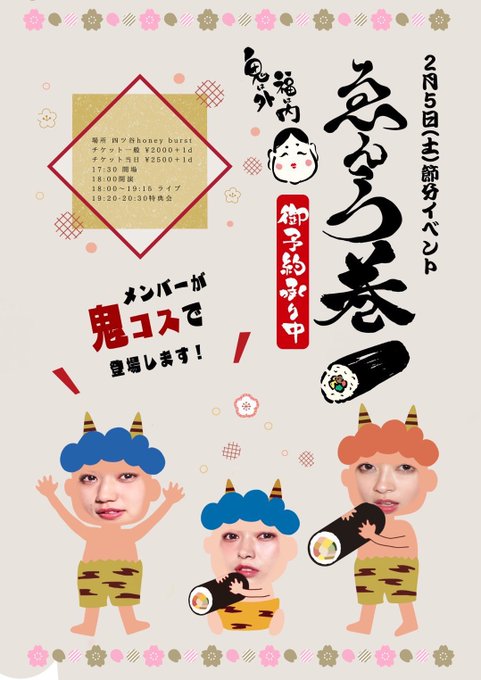 2月5日(土)節分イベント
ゑほう巻
福は内
鬼は外
御予約承り中
場所 四ツ谷honey burst
チケット一般 ¥2000+1d
チケット当日 ¥2500+1d
17:30 開場
18:00開演
18:00〜19:15 ライブ
19:20-20:30特典会
メンバーが
鬼コスで
登場します!